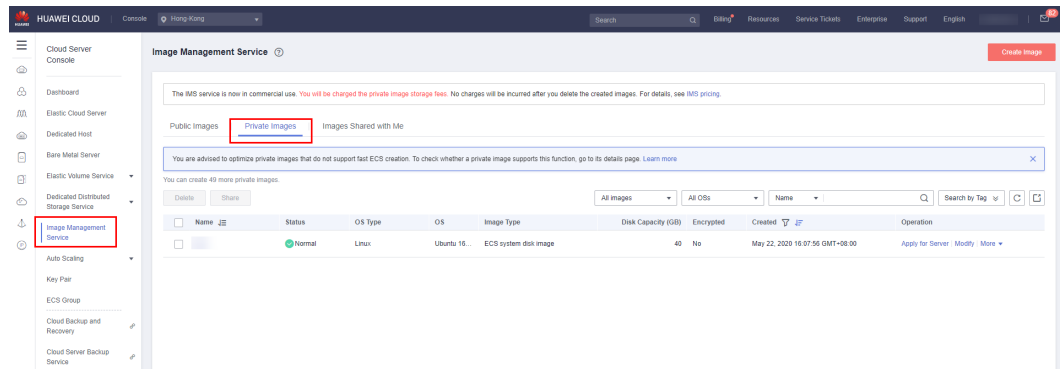 HUAWEI
HUAWEI CLOUD
Console
Hong-Kong
Search
Billing
Resources
Service Tickets
Enterprise
Support
English
82
Cloud Server
Console
Dashboard
Elastic Cloud Server
Dedicated Host
Bare Metal Server
Elastic Volume Service
Dedicated Distributed
Storage Service
Image Management
Service
Auto Scaling
Key Pair
ECS Group
Cloud Backup and
Recovery
Cloud Server Backup
Service
Image Management Service
Create Image
The IMS service is now in commercial use. You will be charged the private image storage fees. No charges will be incurred after you delete the created images. For details, see IMS pricing.
Public Images
Private Images
Images Shared with Me
You are advised to optimize private images that do not support fast ECS creation. To check whether a private image supports this function, go to its details page. Learn more
You can create 49 more private images.
Delete
Share
All images
All OSs
Name
Search by Tag
Name
Status
OS Type
OS
Image Type
Disk Capacity (GB)
Encrypted
Created
Operation
Normal
Linux
Ubuntu 16...
ECS system disk image
40
No
May 22, 2020 16:07:56 GMT+08:00
Apply for Server | Modify | More